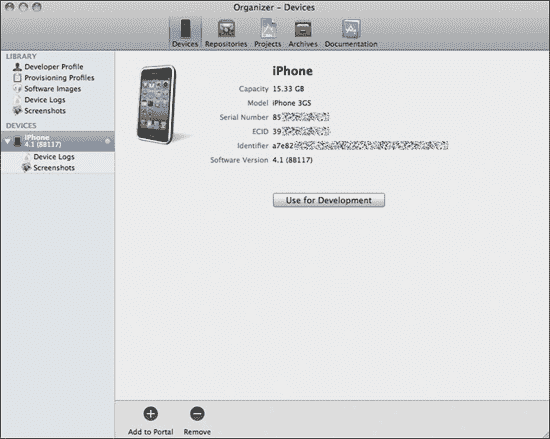 Organizer – Devices
Devices Repositories Projects Archives Documentation
LIBRARY
Developer Profile
Provisioning Profiles
Software Images
Device Logs
Screenshots
DEVICES
iPhone
4.1 (8B117)
Device Logs
Screenshots
iPhone
Capacity 15.33 GB
Model iPhone 3GS
Serial Number 85
ECID 39
Identifier a7e82
Software Version 4.1 (8B117)
Use for Development
Add to Portal Remove